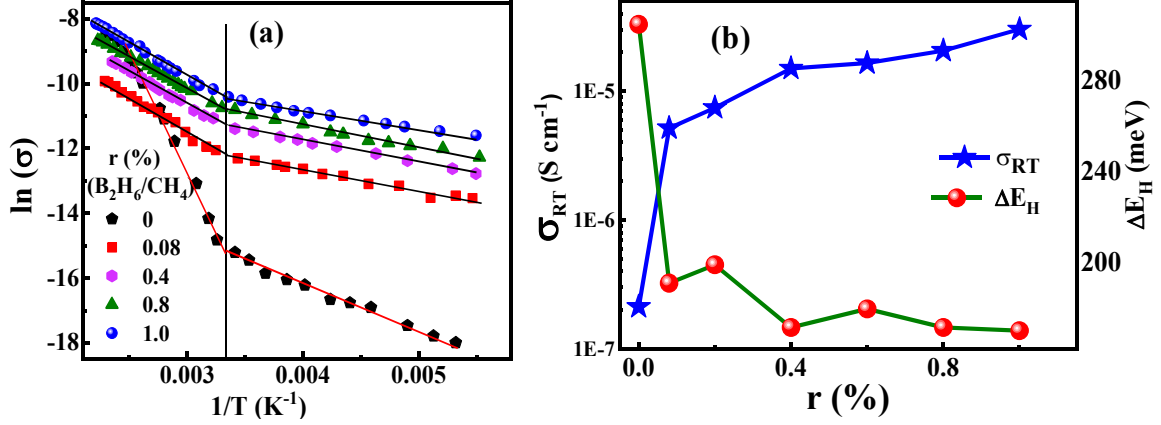 (a)
ln (σ)
-8
-10
-12
-14
-16
-18
r (%)
(B₂H₆/CH₄)
0
0.08
0.4
0.8
1.0
0.003
0.004
0.005
1/T (K⁻¹)
(b)
σRT (S cm⁻¹)
1E-5
1E-6
1E-7
σRT
ΔEH
280
240
200
ΔEH (meV)
0.0
0.4
0.8
r (%)